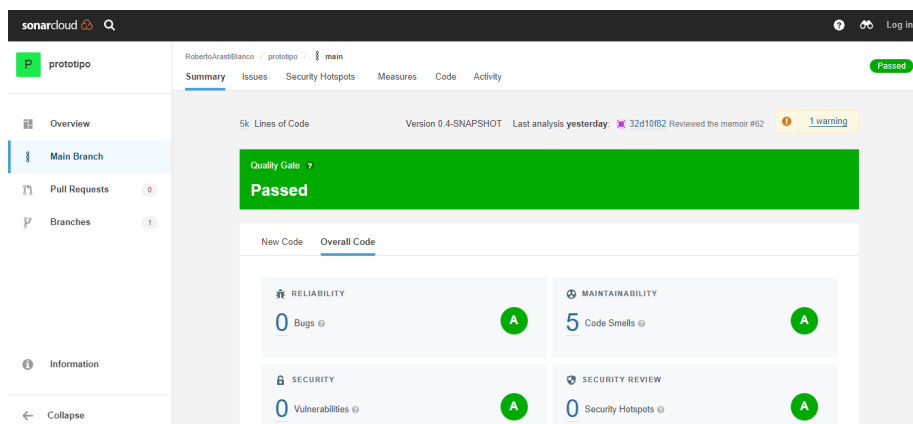 sonarcloud
Log in
P prototipo
RobertoArastiBlanco / prototipo / main
Passed
Summary Issues Security Hotspots Measures Code Activity
Overview
Main Branch
Pull Requests 0
Branches 1
Information
Collapse
5k Lines of Code Version 0.4-SNAPSHOT Last analysis yesterday: 32d10f82 Reviewed the memoir #62 1 warning
Quality Gate ?
Passed
New Code Overall Code
RELIABILITY
0 Bugs ?
A
MAINTAINABILITY
5 Code Smells ?
A
SECURITY
0 Vulnerabilities ?
A
SECURITY REVIEW
0 Security Hotspots ?
A